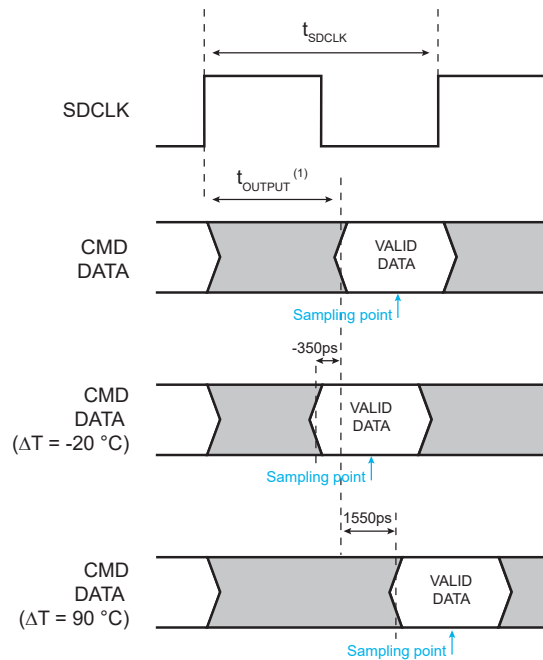 tSDCLK
SDCLK
tOUTPUT (1)
CMD
DATA
VALID
DATA
Sampling point
-350ps
CMD
DATA
(ΔT = -20 °C)
VALID
DATA
Sampling point
1550ps
CMD
DATA
(ΔT = 90 °C)
VALID
DATA
Sampling point